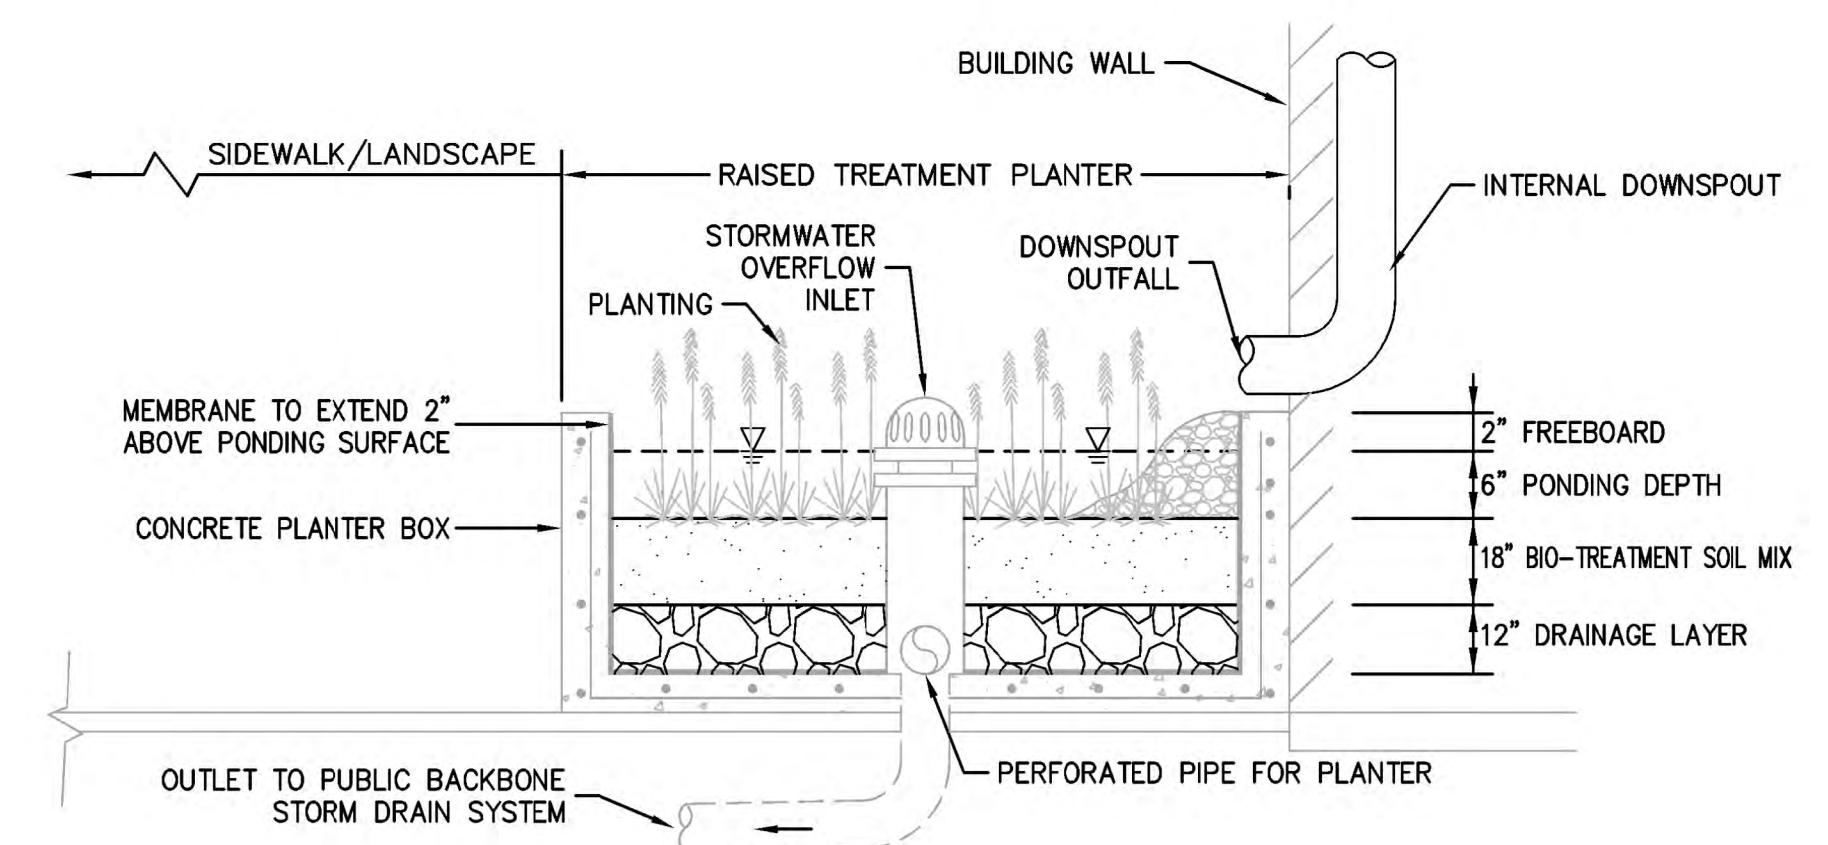 BUILDING WALL
SIDEWALK/LANDSCAPE
RAISED TREATMENT PLANTER
INTERNAL DOWNSPOUT
STORMWATER
OVERFLOW
INLET
DOWNSPOUT
OUTFALL
PLANTING
MEMBRANE TO EXTEND 2"
ABOVE PONDING SURFACE
2" FREEBOARD
6" PONDING DEPTH
CONCRETE PLANTER BOX
18" BIO-TREATMENT SOIL MIX
12" DRAINAGE LAYER
PERFORATED PIPE FOR PLANTER
OUTLET TO PUBLIC BACKBONE
STORM DRAIN SYSTEM